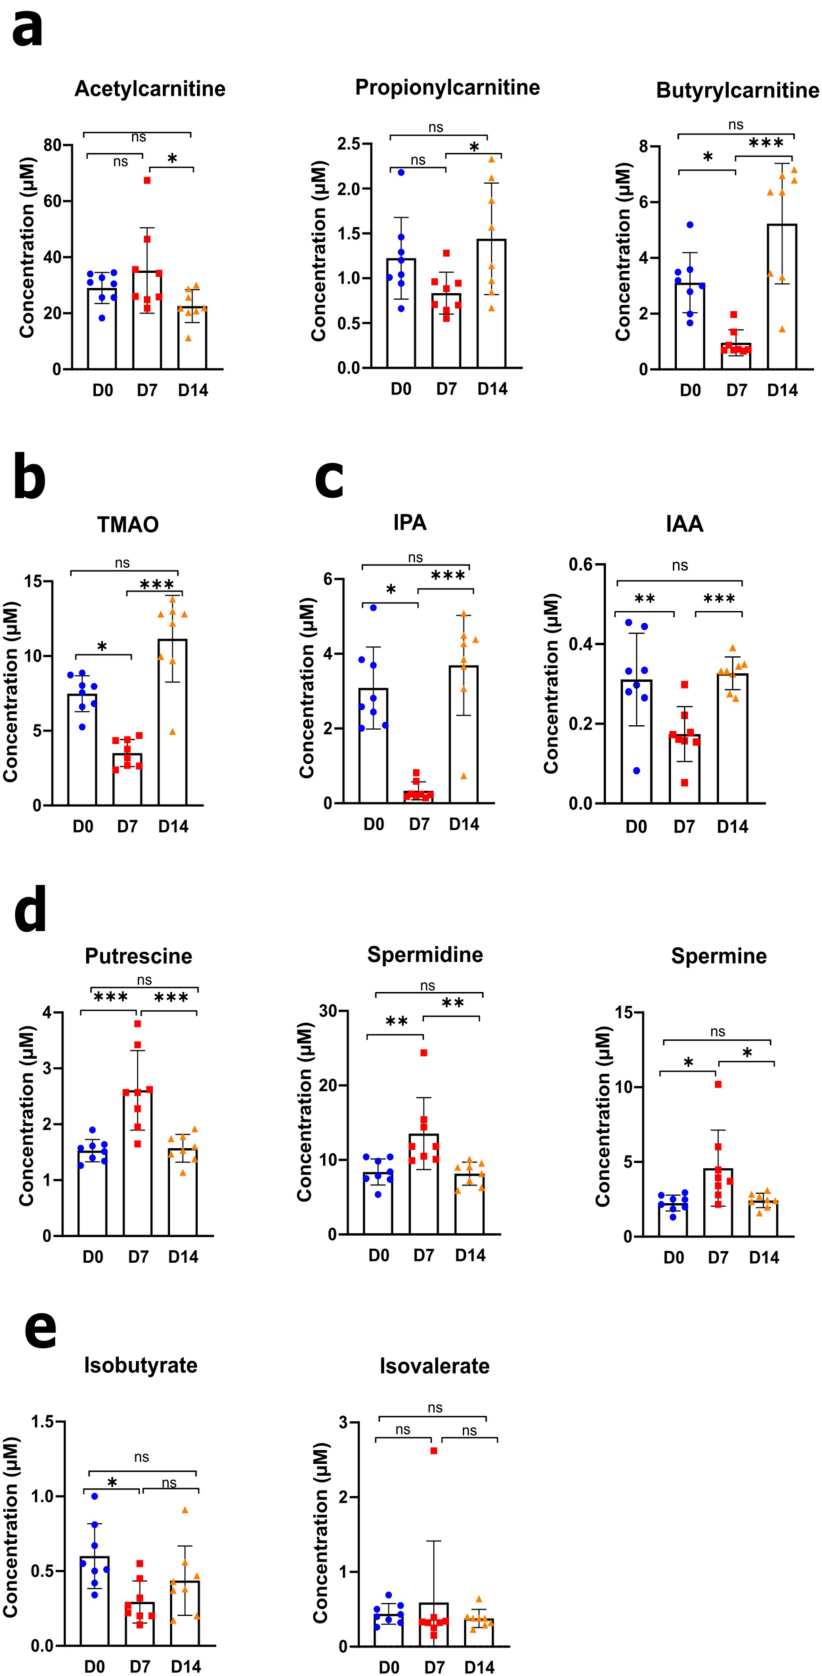 a
Acetylcarnitine
Propionylcarnitine
Butyrylcarnitine
ns
ns
*
80
60
40
20
0
Concentration (µM)
D0 D7 D14
ns
ns
*
2.5
2.0
1.5
1.0
0.5
0.0
Concentration (µM)
D0 D7 D14
ns
*
***
8
6
4
2
0
Concentration (µM)
D0 D7 D14
b
TMAO
ns
***
*
15
10
5
0
Concentration (µM)
D0 D7 D14
c
IPA
ns
*
***
6
4
2
0
Concentration (µM)
D0 D7 D14
IAA
ns
**
***
0.6
0.4
0.2
0.0
Concentration (µM)
D0 D7 D14
d
Putrescine
ns
***
***
4
3
2
1
0
Concentration (µM)
D0 D7 D14
Spermidine
ns
**
**
30
20
10
0
Concentration (µM)
D0 D7 D14
Spermine
ns
*
*
15
10
5
0
Concentration (µM)
D0 D7 D14
e
Isobutyrate
ns
*
ns
1.5
1.0
0.5
0.0
Concentration (µM)
D0 D7 D14
Isovalerate
ns
ns
ns
3
2
1
0
Concentration (µM)
D0 D7 D14